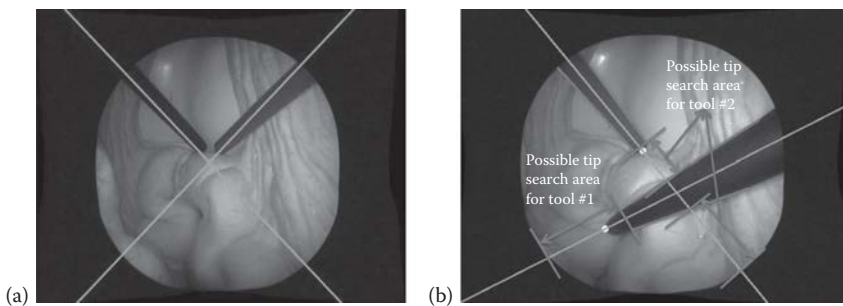 Possible tip
search area
for tool #2
Possible tip
search area
for tool #1
(a)
(b)